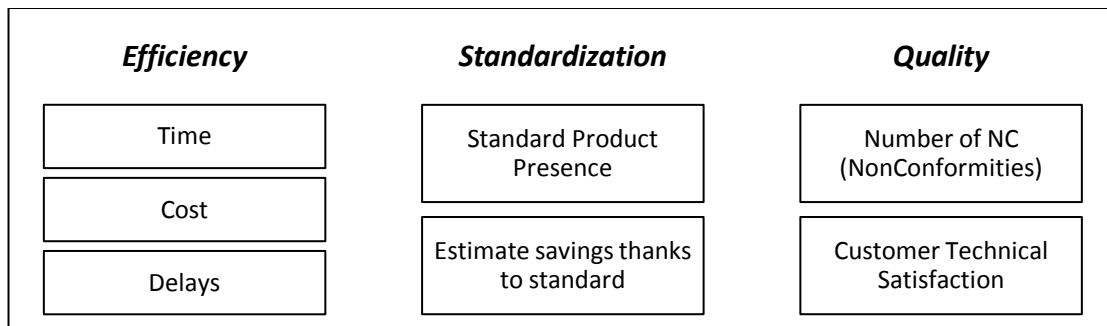 Efficiency
Time
Cost
Delays
Standardization
Standard Product
Presence
Estimate savings thanks
to standard
Quality
Number of NC
(NonConformities)
Customer Technical
Satisfaction